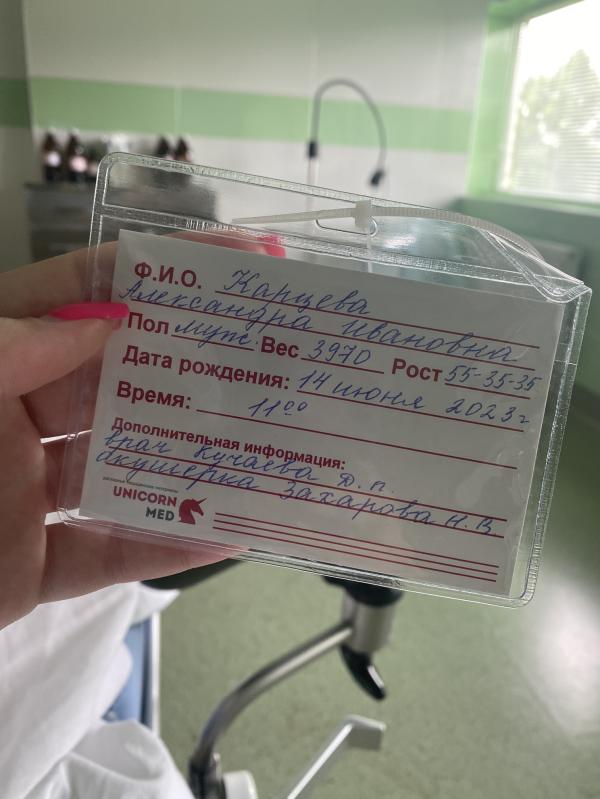 Ф.И.О. Карцева
Александра Ивановна
Пол муж. Вес 3970 Рост 55-35-35
Дата рождения: 14 июня 2023г
Время: 11⁰⁰
Дополнительная информация:
врач Кучаева Д.П.
акушерка Захарова Н.В.
UNICORN
MED